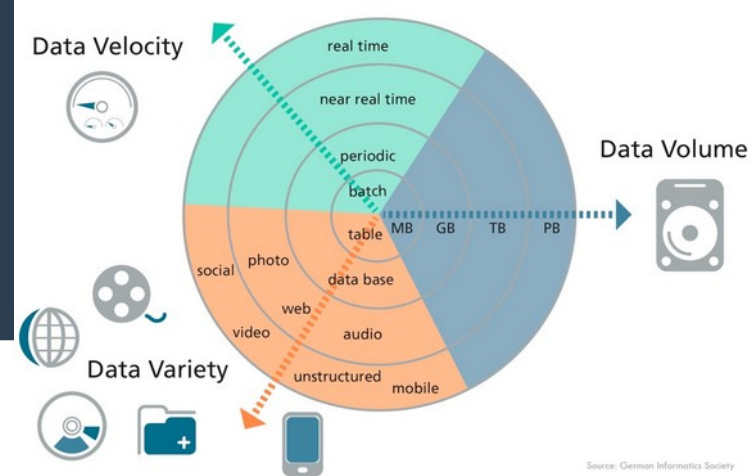 Data Velocity
real time
near real time
periodic
batch
Data Volume
MB GB TB PB
table
data base
photo
social
web
video
audio
unstructured
mobile
Data Variety
Source: German Informatics Society